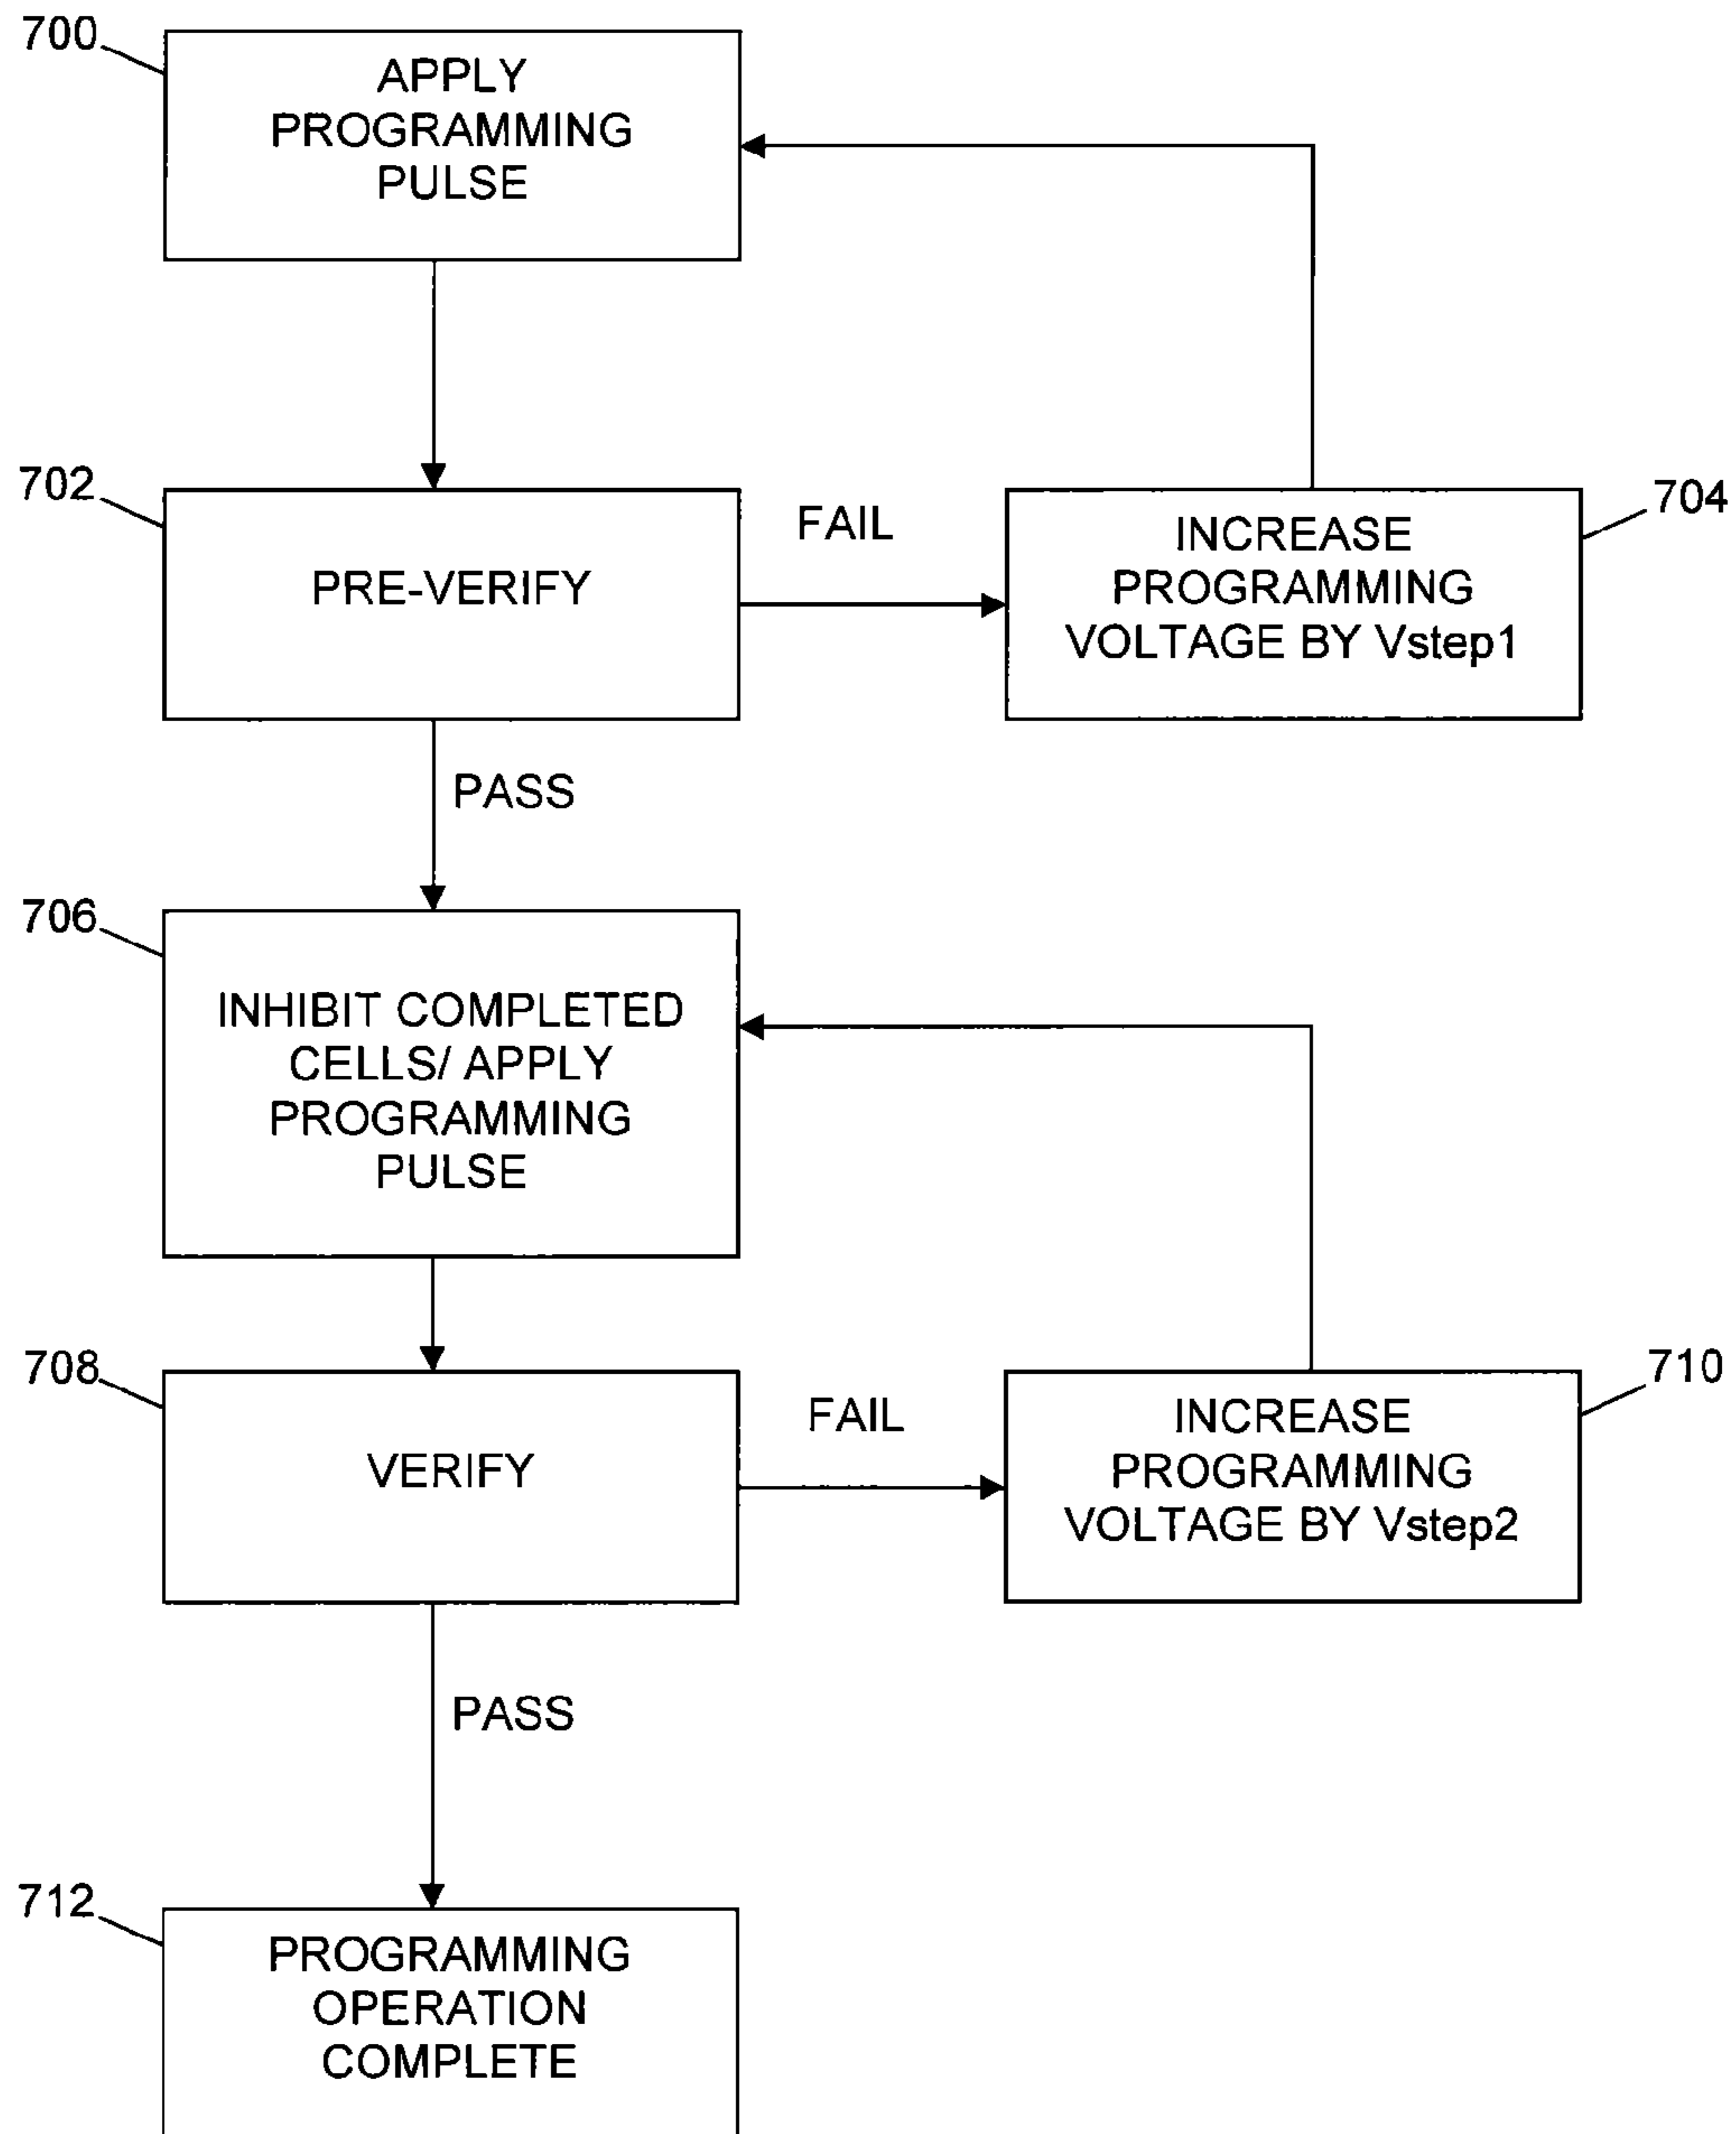 700
APPLY
PROGRAMMING
PULSE
702
PRE-VERIFY
FAIL
INCREASE
PROGRAMMING
VOLTAGE BY Vstep1
704
PASS
706
INHIBIT COMPLETED
CELLS/ APPLY
PROGRAMMING
PULSE
708
VERIFY
FAIL
INCREASE
PROGRAMMING
VOLTAGE BY Vstep2
710
PASS
712
PROGRAMMING
OPERATION
COMPLETE